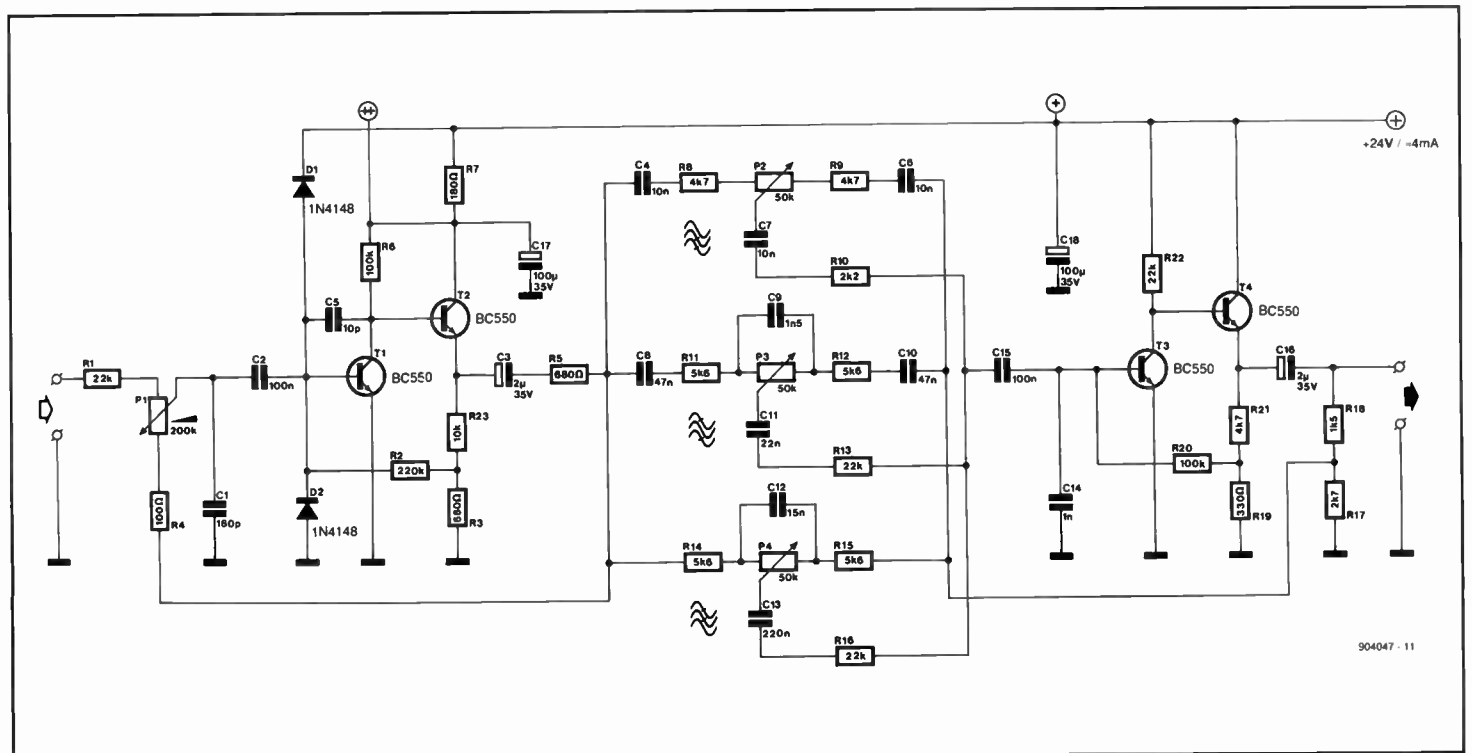 +24V / ≈4mA
D1
1N4148
R7
180Ω
R6
100k
C17
100µ
35V
T2
BC550
C5
10p
T1
BC550
R1
22k
P1
200k
C2
100n
C1
R4
100Ω
D2
1N4148
R2
220k
R23
10k
R3
680Ω
C3
2µ
35V
R5
680Ω
C4
10n
R8
4k7
P2
50k
R9
4k7
C6
10n
C7
10n
R10
2k2
C9
1n5
C8
47n
R11
5k6
P3
50k
R12
5k6
C10
47n
C11
22n
R13
22k
C12
15n
R14
5k6
P4
50k
R15
5k6
C13
220n
R16
22k
C15
100n
C14
1n
C18
100µ
35V
R22
22k
T4
BC550
T3
BC550
C16
2µ
35V
R21
4k7
R18
1k5
R20
100k
R19
330Ω
R17
2k7
904047 - 11